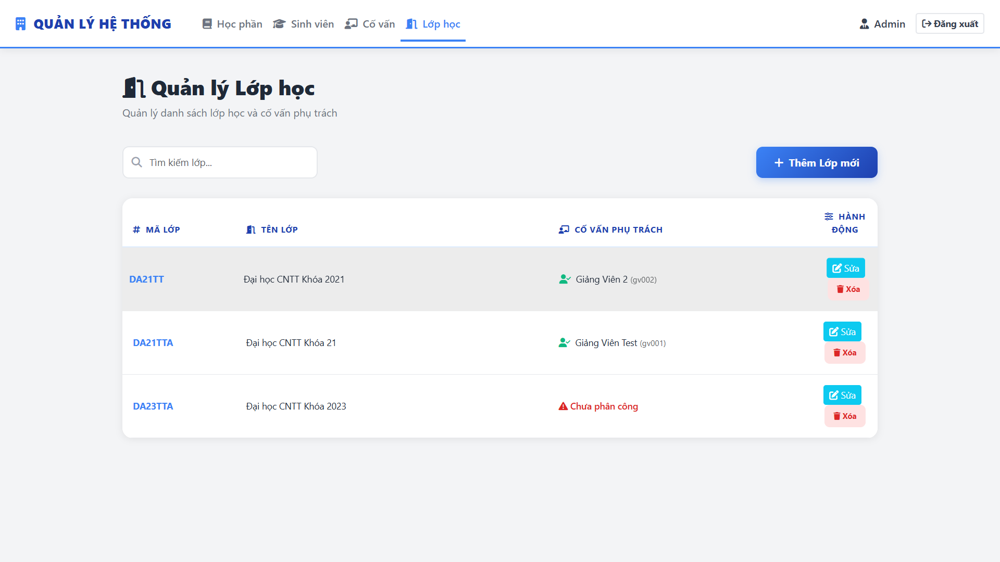 QUẢN LÝ HỆ THỐNG Học phần Sinh viên Cố vấn Lớp học Admin Đăng xuất
Quản lý Lớp học
Quản lý danh sách lớp học và cố vấn phụ trách
Tìm kiếm lớp...
+ Thêm Lớp mới
# MÃ LỚP TÊN LỚP CỐ VẤN PHỤ TRÁCH HÀNH ĐỘNG
DA21TT Đại học CNTT Khóa 2021 Giảng Viên 2 (gv002) Sửa
Xóa
DA21TTA Đại học CNTT Khóa 21 Giảng Viên Test (gv001) Sửa
Xóa
DA23TTA Đại học CNTT Khóa 2023 Chưa phân công Sửa
Xóa